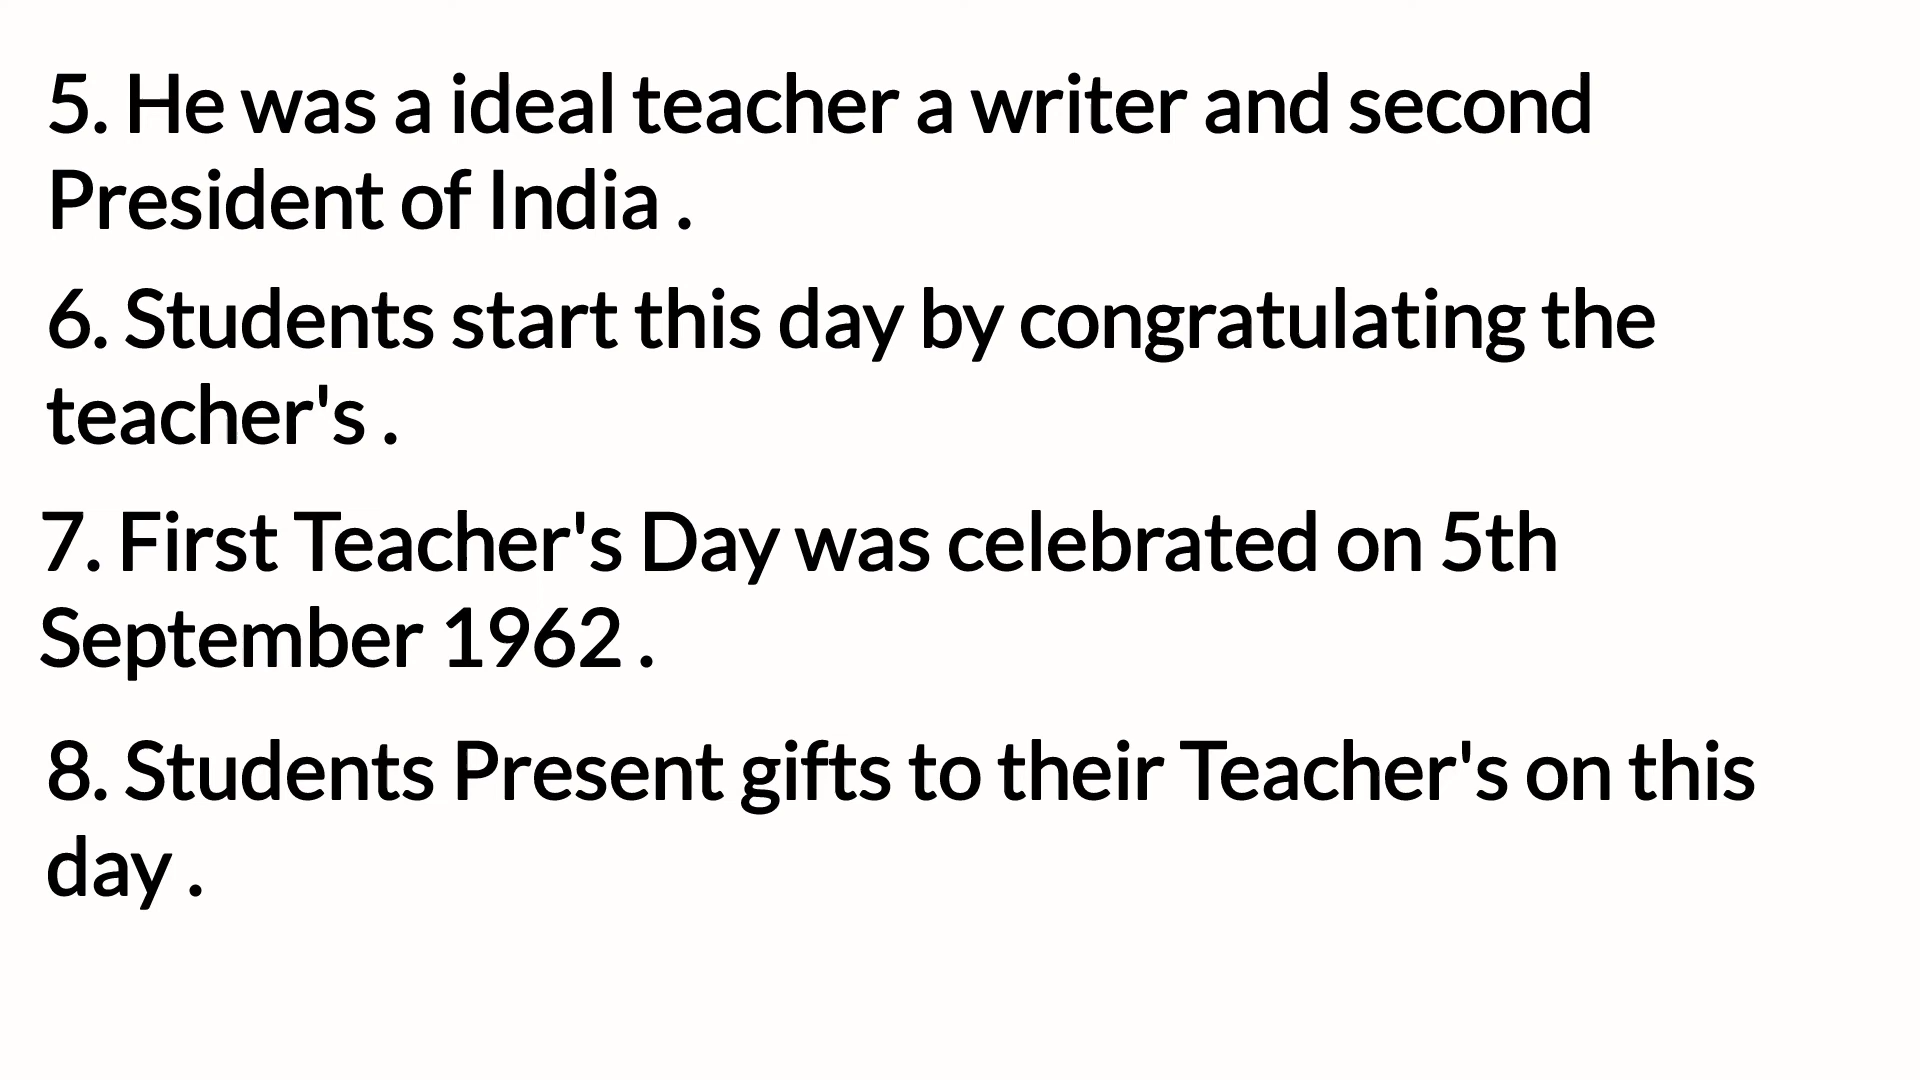 5. He was a ideal teacher a writer and second
President of India .
6. Students start this day by congratulating the
teacher's .
7. First Teacher's Day was celebrated on 5th
September 1962 .
8. Students Present gifts to their Teacher's on this
day .